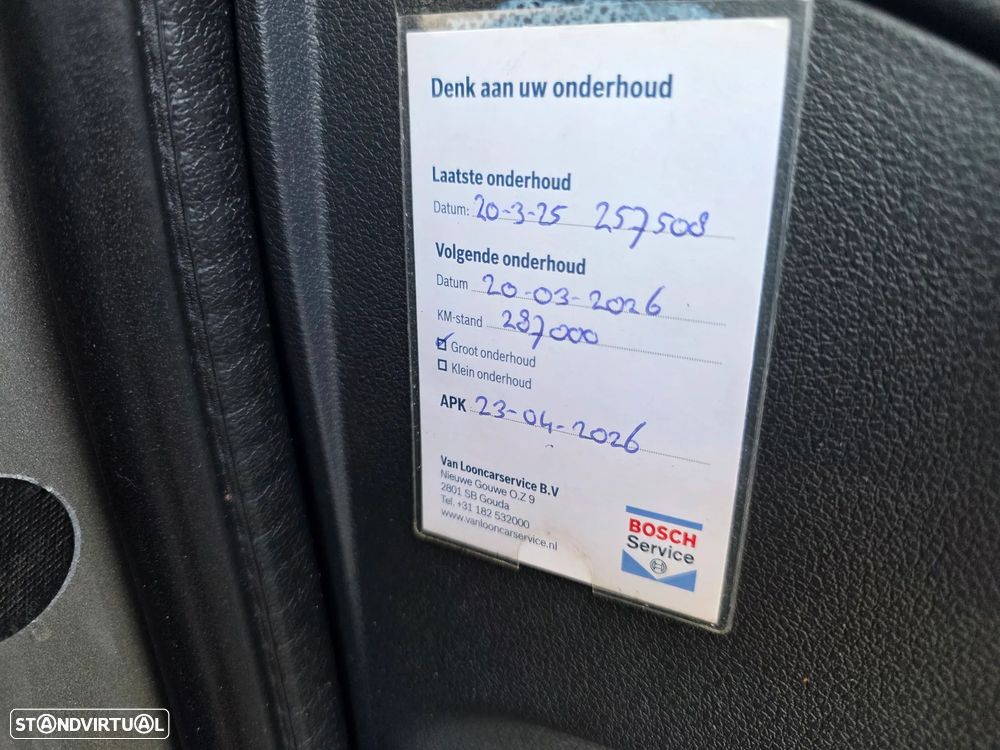 Denk aan uw onderhoud
Laatste onderhoud
Datum: 20-3-25 257508
Volgende onderhoud
Datum 20-03-2026
KM-stand 287000
Groot onderhoud
Klein onderhoud
APK 23-04-2026
Van Looncarservice B.V
Nieuwe Gouwe O.Z 9
2801 SB Gouda
Tel. +31 182 532000
www.vanlooncarservice.nl
BOSCH
Service
STANDVIRTUAL